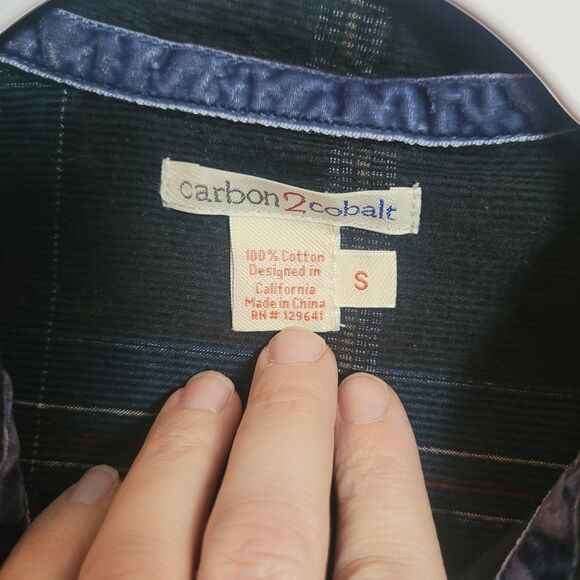 carbon2cobalt
100% Cotton
Designed in
California
Made in China
RN# 129641
S